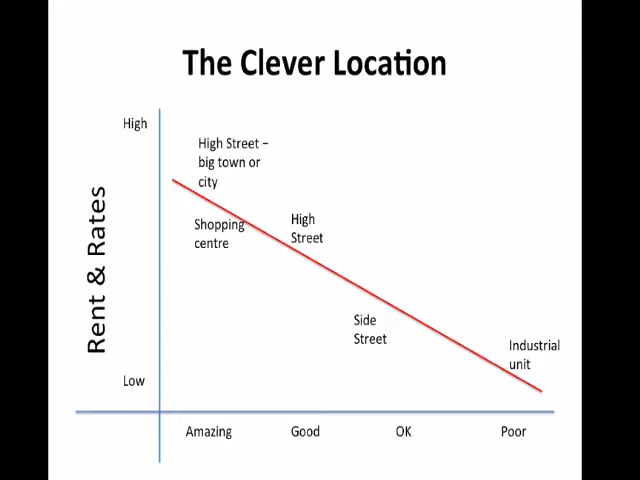 The Clever Location
High
High Street –
big town or
city
Shopping
centre
High
Street
Rent & Rates
Side
Street
Industrial
unit
Low
Amazing
Good
OK
Poor